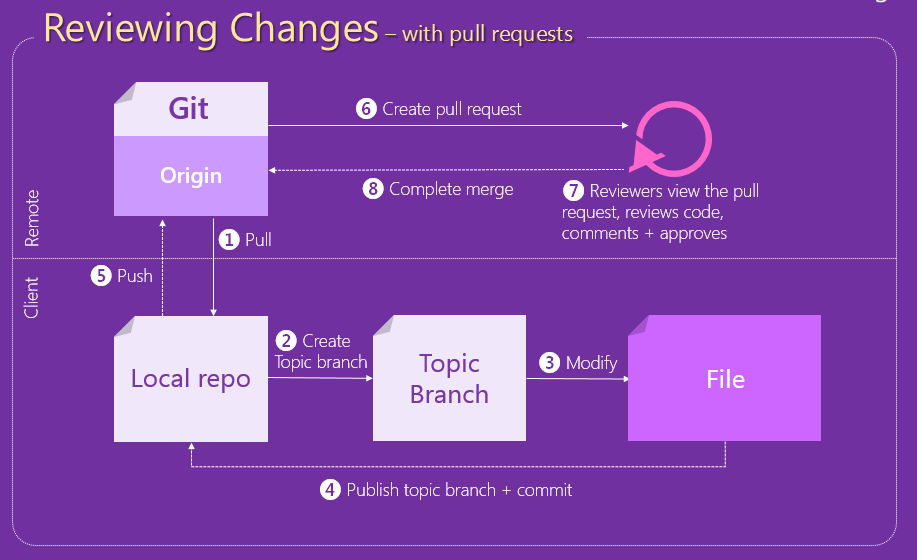 Reviewing Changes – with pull requests
Git
Origin
6 Create pull request
8 Complete merge
7 Reviewers view the pull
request, reviews code,
comments + approves
Remote
1 Pull
5 Push
Client
Local repo
2 Create
Topic branch
Topic
Branch
3 Modify
File
4 Publish topic branch + commit